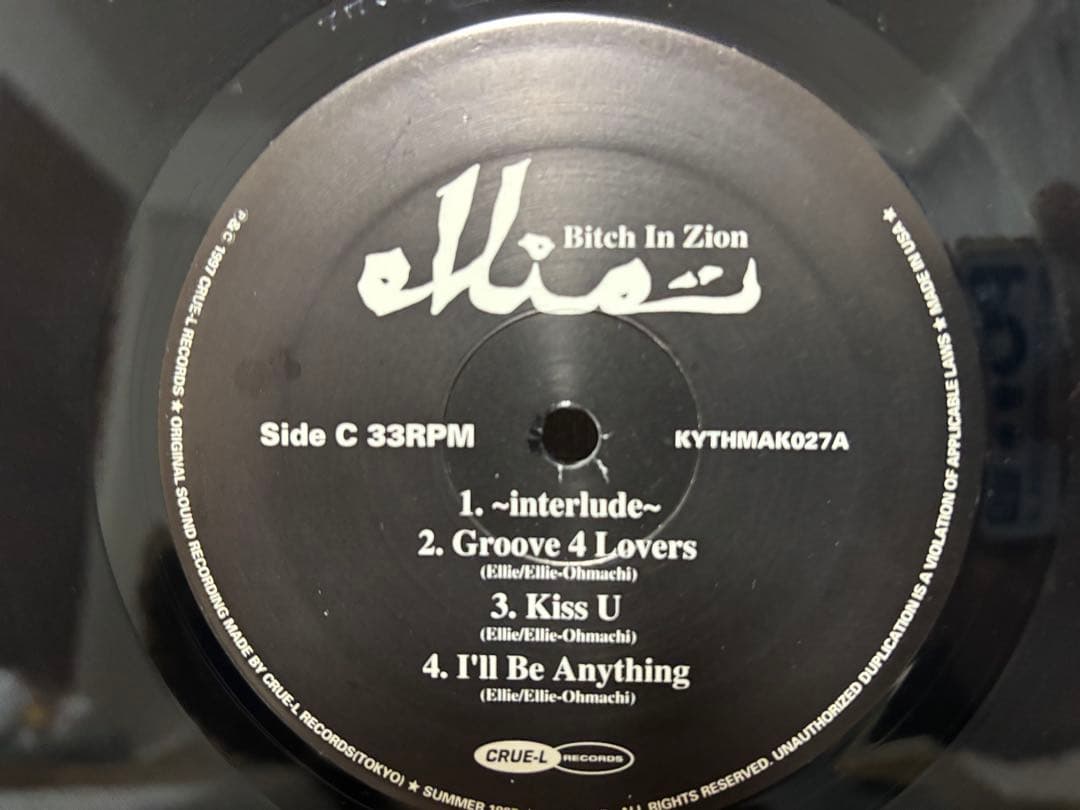 ellie
Bitch In Zion
Side C 33RPM
KYTHMAK027A
1. ~interlude~
2. Groove 4 Lovers
(Ellie/Ellie-Ohmachi)
3. Kiss U
(Ellie/Ellie-Ohmachi)
4. I'll Be Anything
(Ellie/Ellie-Ohmachi)
CRUE-L RECORDS
℗&© 1997 CRUE-L RECORDS ★ ORIGINAL SOUND RECORDING MADE BY CRUE-L RECORDS(TOKYO) ★ SUMMER ALL RIGHTS RESERVED. UNAUTHORIZED DUPLICATION IS A VIOLATION OF APPLICABLE LAWS ★ MADE IN USA ★